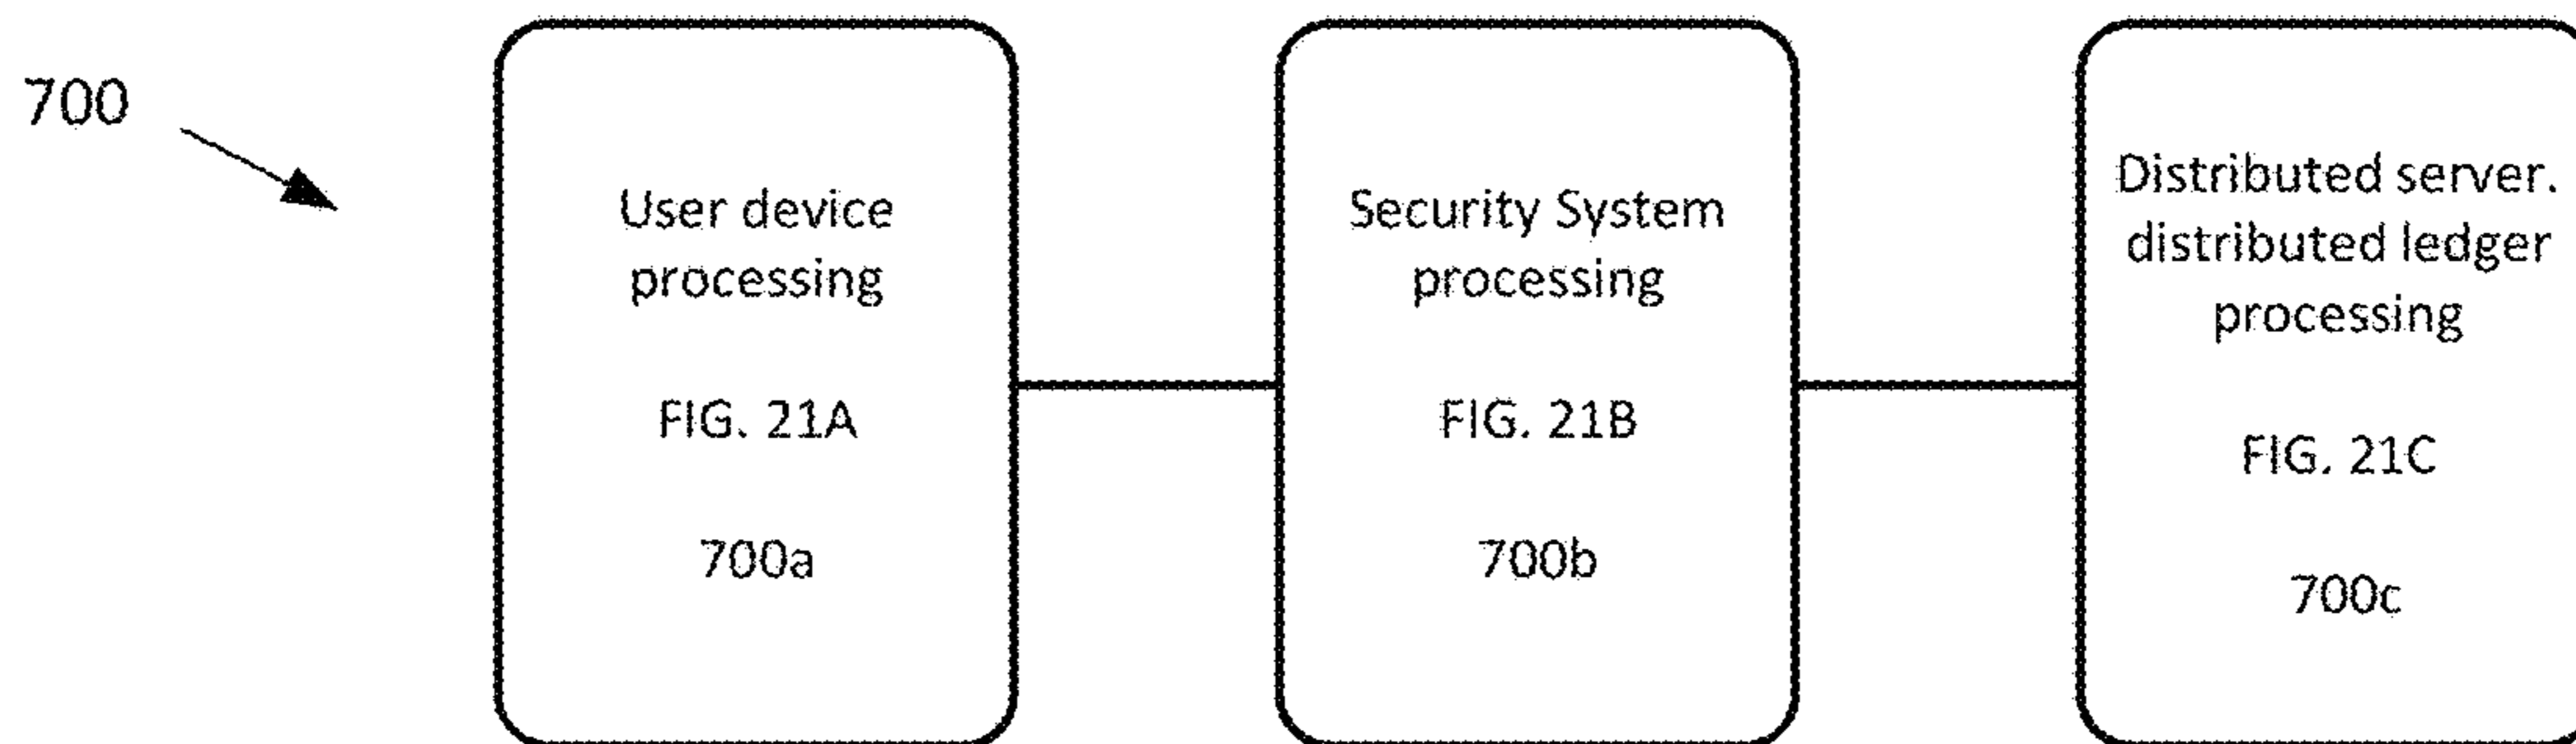 700
User device
processing
FIG. 21A
700a
Security System
processing
FIG. 21B
700b
Distributed server.
distributed ledger
processing
FIG. 21C
700c